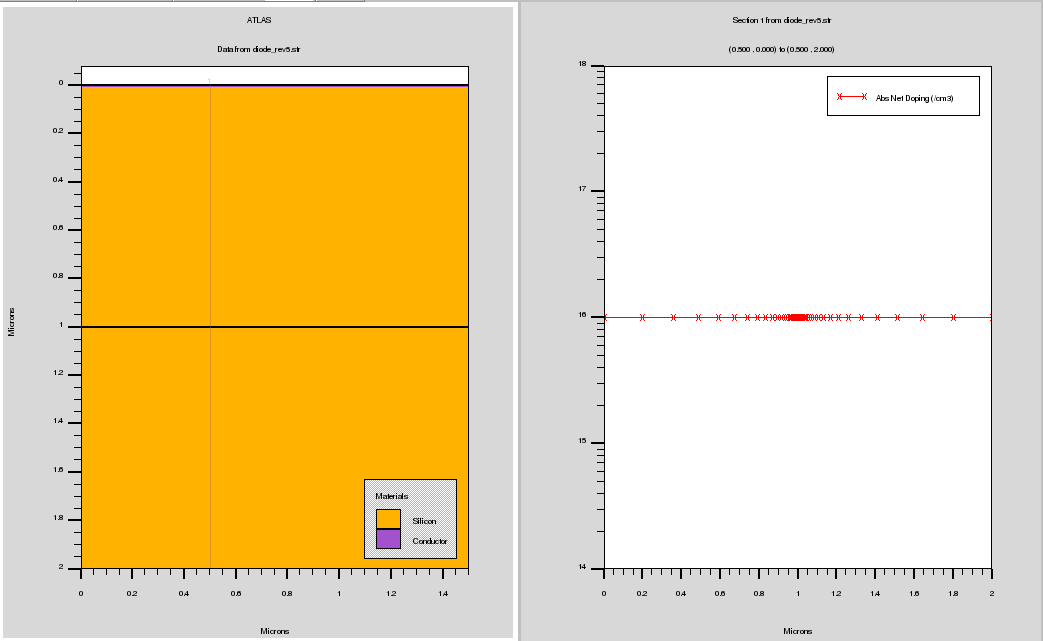 ATLAS
Data from diode_rev5.str
Microns
0
0.2
0.4
0.6
0.8
1
1.2
1.4
1.6
1.8
2
Materials
Silicon
Conductor
0 0.2 0.4 0.6 0.8 1 1.2 1.4
Microns
Section 1 from diode_rev5.str
(0.500 , 0.000) to (0.500 , 2.000)
18
17
16
15
14
Abs Net Doping (/cm3)
0 0.2 0.4 0.6 0.8 1 1.2 1.4 1.6 1.8 2
Microns